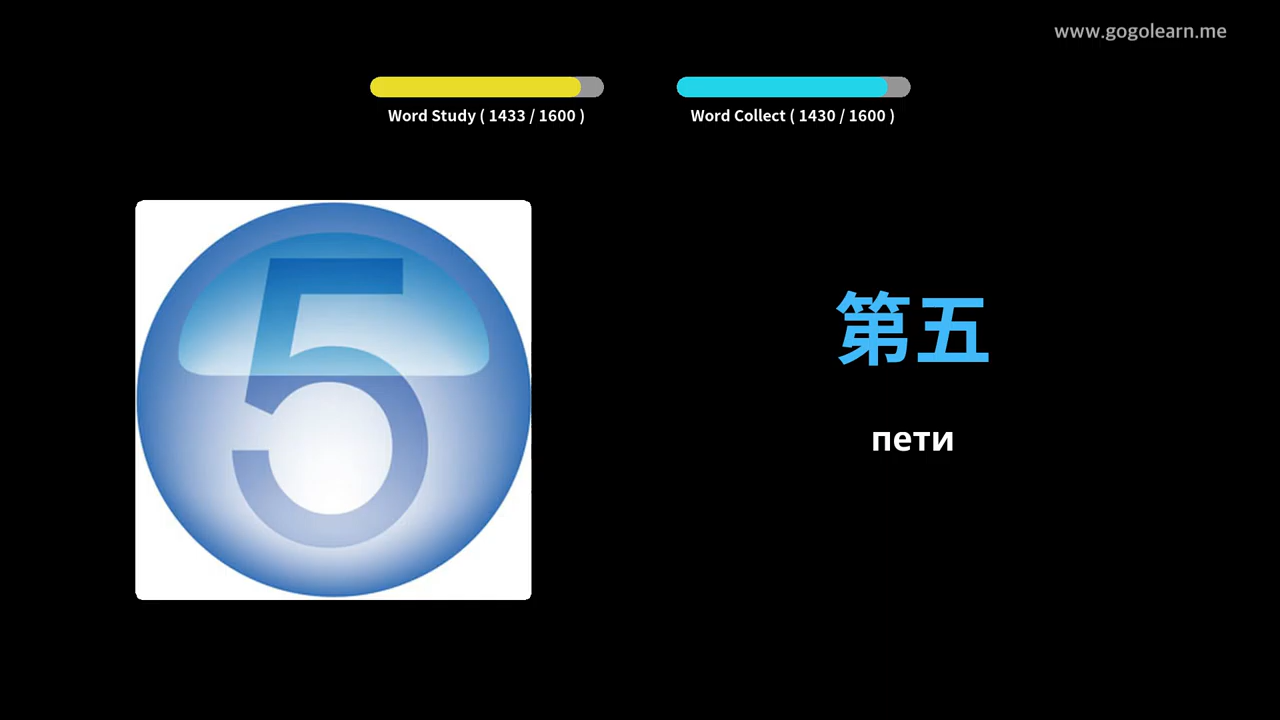 www.gogolearn.me
Word Study ( 1433 / 1600 )
Word Collect ( 1430 / 1600 )
5
第五
пети